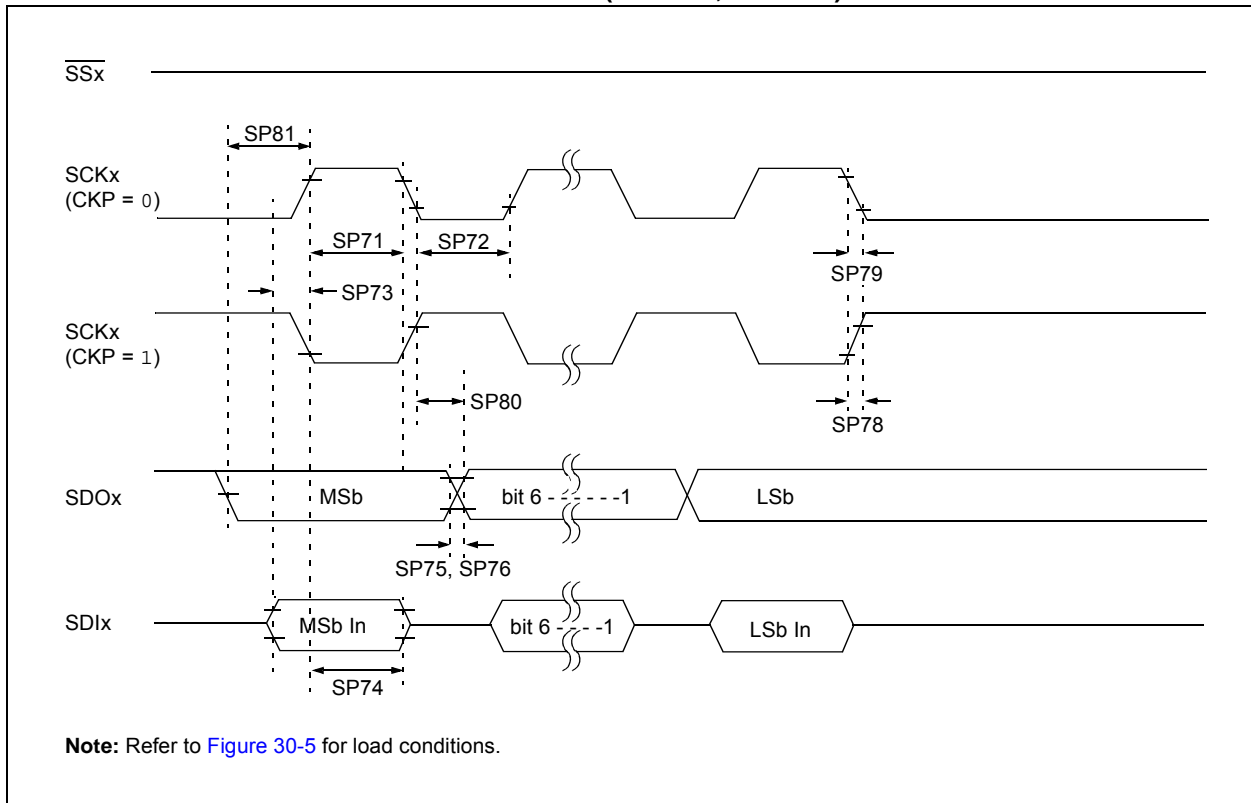 SSx
SP81
SCKx
(CKP = 0)
SP71
SP72
SP79
SP73
SCKx
(CKP = 1)
SP80
SP78
SDOx
MSb
bit 6 - - - - - -1
LSb
SP75, SP76
SDIx
MSb In
bit 6 - - - -1
LSb In
SP74
Note: Refer to Figure 30-5 for load conditions.